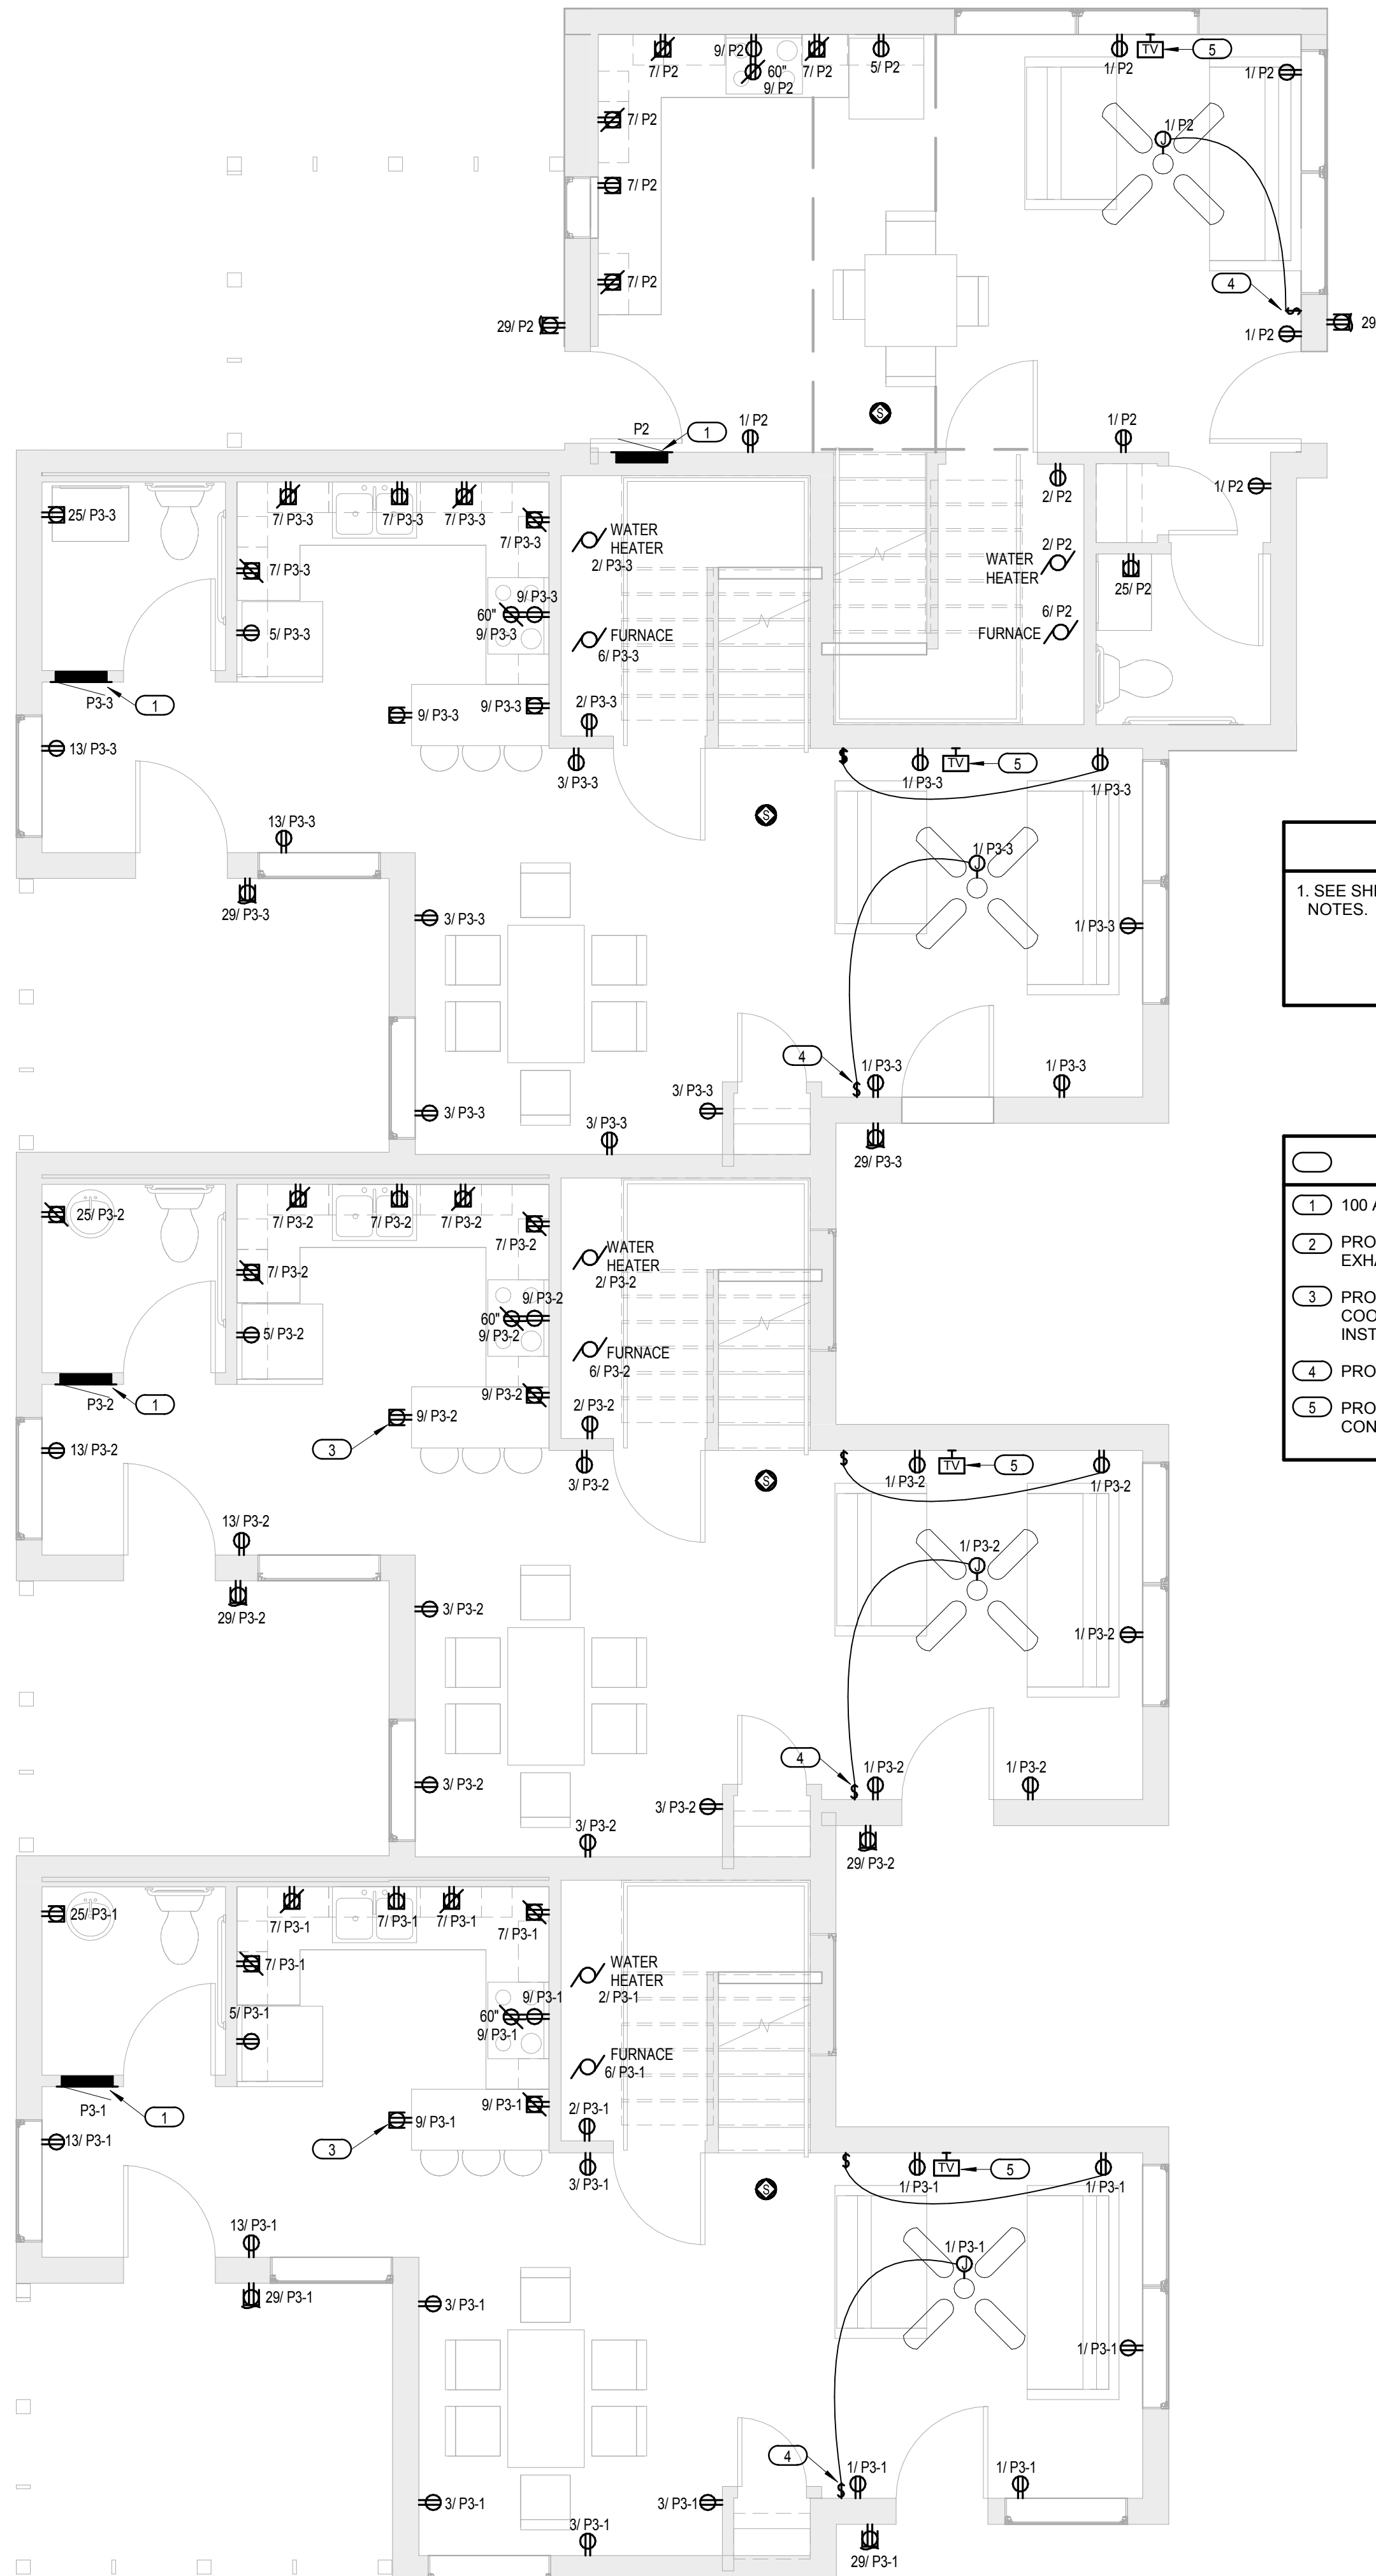 9/ P2
TV
5
7/ P2
60"
9/ P2
7/ P2
5/ P2
1/ P2
1/ P2
7/ P2
1/ P2
J
7/ P2
7/ P2
4
29/ P2
1/ P2
29
S
P2
1
1/ P2
1/ P2
2/ P2
1/ P2
25/ P3-3
7/ P3-3
7/ P3-3
7/ P3-3
7/ P3-3
WATER
HEATER
2/ P3-3
WATER
HEATER
2/ P2
25/ P2
7/ P3-3
9/ P3-3
60"
9/ P3-3
5/ P3-3
FURNACE
6/ P3-3
6/ P2
FURNACE
P3-3
1
9/ P3-3
9/ P3-3
2/ P3-3
13/ P3-3
3/ P3-3
1/ P3-3
TV
5
1/ P3-3
S
13/ P3-3
29/ P3-3
1/ P3-3
J
3/ P3-3
1/ P3-3
1. SEE SHE
NOTES.
4
1/ P3-3
1/ P3-3
3/ P3-3
3/ P3-3
3/ P3-3
29/ P3-3
1 100 A
2 PRO
EXHA
3 PRO
COO
INST
4 PRO
5 PRO
CON
25/ P3-2
7/ P3-2
7/ P3-2
7/ P3-2
7/ P3-2
WATER
HEATER
2/ P3-2
7/ P3-2
9/ P3-2
60"
9/ P3-2
5/ P3-2
FURNACE
6/ P3-2
P3-2
1
9/ P3-2
9/ P3-2
2/ P3-2
3
13/ P3-2
3/ P3-2
1/ P3-2
TV
5
1/ P3-2
S
13/ P3-2
29/ P3-2
1/ P3-2
J
3/ P3-2
1/ P3-2
4
1/ P3-2
1/ P3-2
3/ P3-2
3/ P3-2
3/ P3-2
29/ P3-2
25/ P3-1
7/ P3-1
7/ P3-1
7/ P3-1
7/ P3-1
WATER
HEATER
2/ P3-1
7/ P3-1
9/ P3-1
60"
9/ P3-1
5/ P3-1
FURNACE
6/ P3-1
P3-1
1
9/ P3-1
9/ P3-1
2/ P3-1
3
13/ P3-1
3/ P3-1
1/ P3-1
TV
5
1/ P3-1
S
13/ P3-1
29/ P3-1
1/ P3-1
J
3/ P3-1
1/ P3-1
4
1/ P3-1
1/ P3-1
3/ P3-1
3/ P3-1
3/ P3-1
29/ P3-1